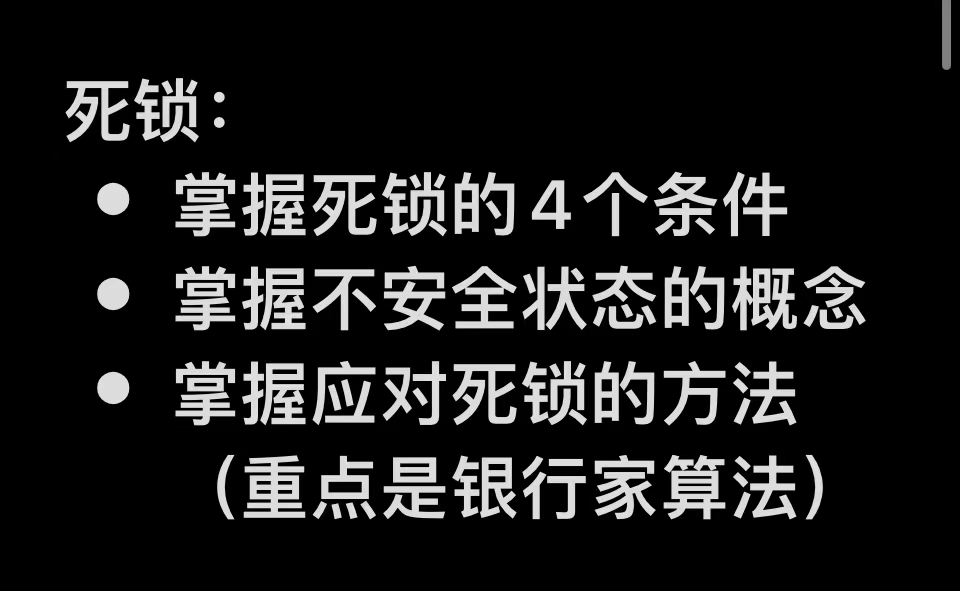 死锁：
● 掌握死锁的4个条件
● 掌握不安全状态的概念
● 掌握应对死锁的方法
（重点是银行家算法）